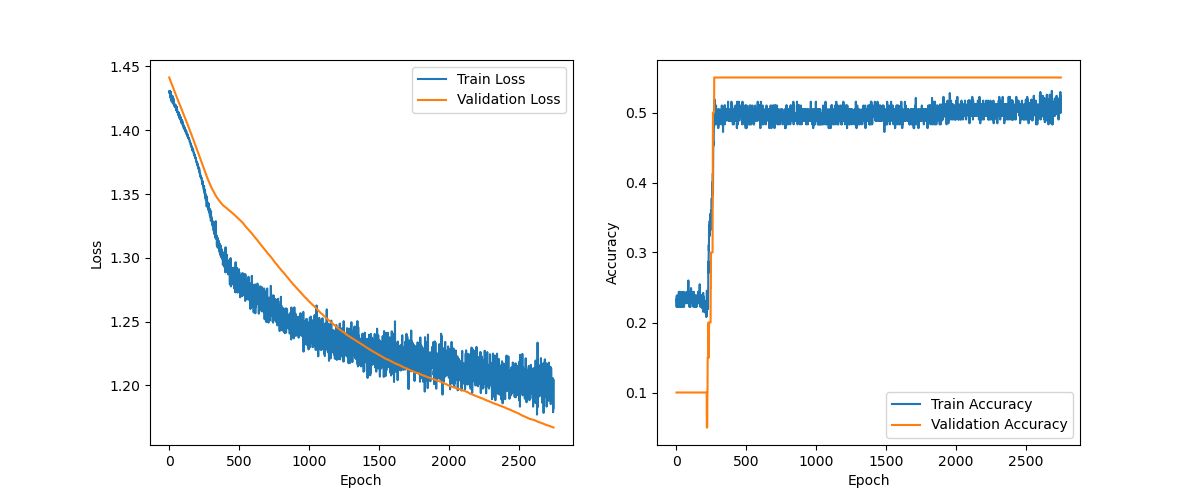 1.45
1.40
1.35
1.30
1.25
1.20
Loss
0
500
1000
1500
2000
2500
Epoch
Train Loss
Validation Loss
0.5
0.4
0.3
0.2
0.1
Accuracy
0
500
1000
1500
2000
2500
Epoch
Train Accuracy
Validation Accuracy